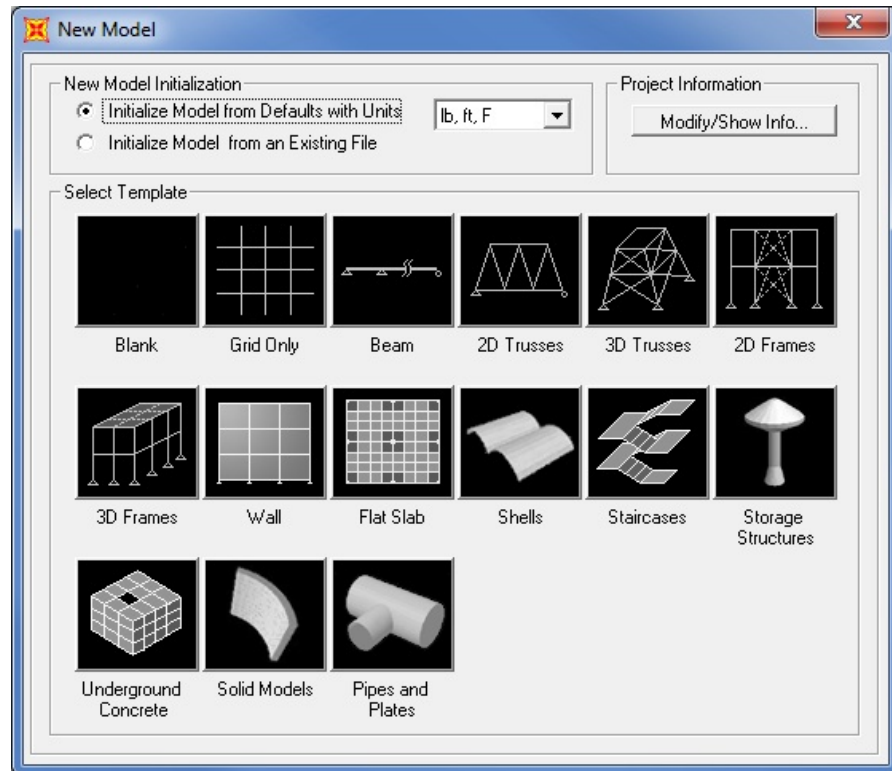 New Model
New Model Initialization
Initialize Model from Defaults with Units
lb, ft, F
Initialize Model from an Existing File
Project Information
Modify/Show Info...
Select Template
Blank
Grid Only
Beam
2D Trusses
3D Trusses
2D Frames
3D Frames
Wall
Flat Slab
Shells
Staircases
Storage
Structures
Underground
Concrete
Solid Models
Pipes and
Plates